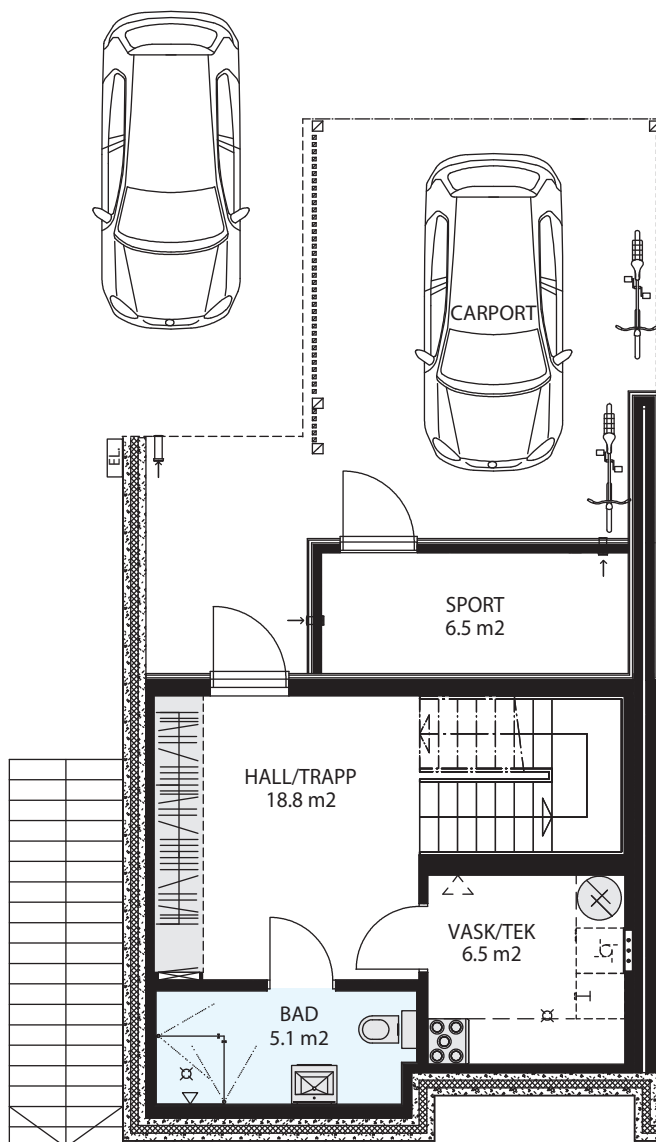 CARPORT
EL.
SPORT
6.5 m2
HALL/TRAPP
18.8 m2
VASK/TEK
6.5 m2
BAD
5.1 m2